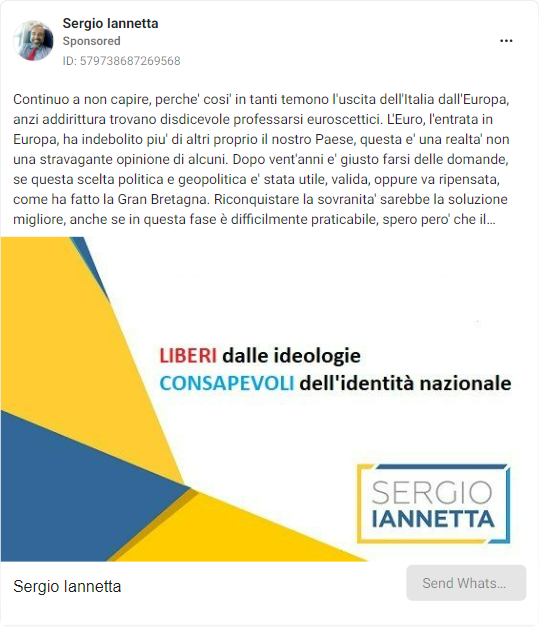 Sergio Iannetta
Sponsored
ID: 579738687269568
Continuo a non capire, perche' cosi' in tanti temono l'uscita dell'Italia dall'Europa,
anzi addirittura trovano disdicevole professarsi euroscettici. L'Euro, l'entrata in
Europa, ha indebolito piu' di altri proprio il nostro Paese, questa e' una realta' non
una stravagante opinione di alcuni. Dopo vent'anni e' giusto farsi delle domande,
se questa scelta politica e geopolitica e' stata utile, valida, oppure va ripensata,
come ha fatto la Gran Bretagna. Riconquistare la sovranita' sarebbe la soluzione
migliore, anche se in questa fase è difficilmente praticabile, spero pero' che il...
LIBERI dalle ideologie
CONSAPEVOLI dell'identità nazionale
SERGIO
IANNETTA
Sergio Iannetta
Send Whats...